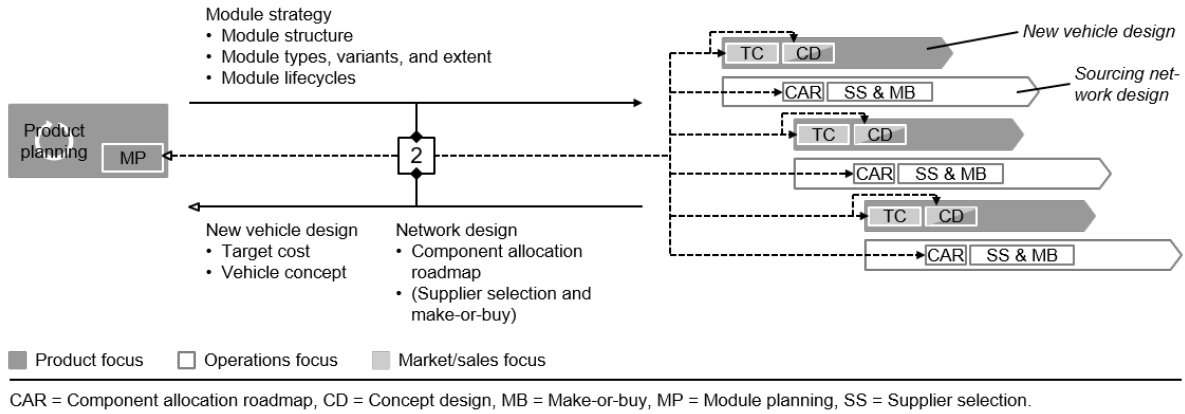 Module strategy
• Module structure
• Module types, variants, and extent
• Module lifecycles
Product
planning
MP
2
New vehicle design
• Target cost
• Vehicle concept
Network design
• Component allocation
roadmap
• (Supplier selection and
make-or-buy)
TC CD
New vehicle design
CAR SS & MB
Sourcing net-
work design
TC CD
CAR SS & MB
TC CD
CAR SS & MB
Product focus Operations focus Market/sales focus
CAR = Component allocation roadmap, CD = Concept design, MB = Make-or-buy, MP = Module planning, SS = Supplier selection.